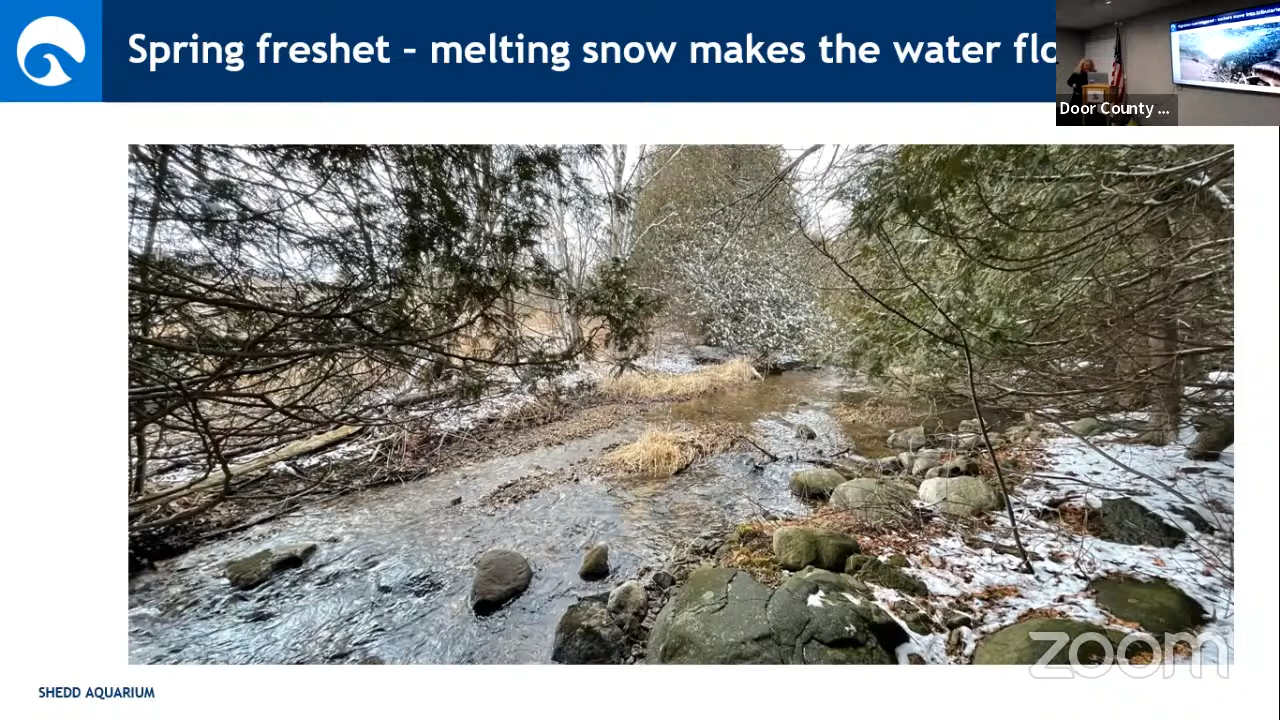 Spring freshet - melting snow makes the water flo
Door County ...
zoom
SHEDD AQUARIUM